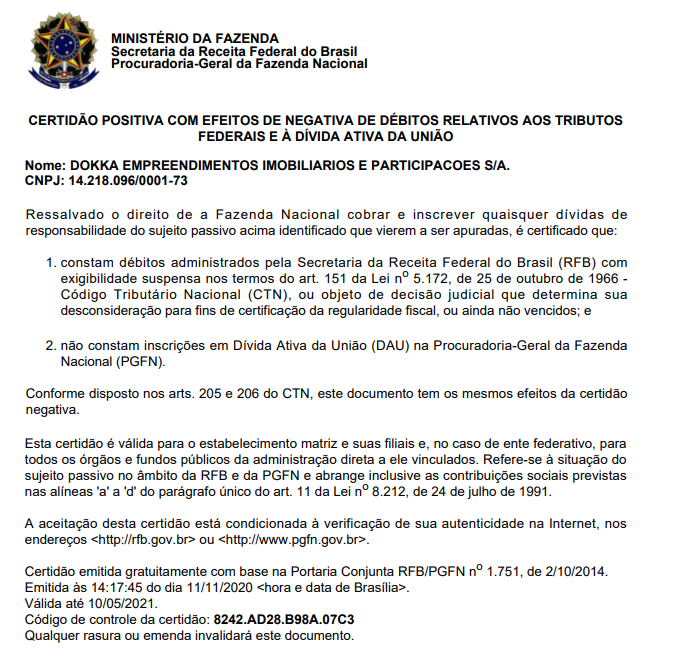 MINISTÉRIO DA FAZENDA
Secretaria da Receita Federal do Brasil
Procuradoria-Geral da Fazenda Nacional
CERTIDÃO POSITIVA COM EFEITOS DE NEGATIVA DE DÉBITOS RELATIVOS AOS TRIBUTOS
FEDERAIS E À DÍVIDA ATIVA DA UNIÃO
Nome: DOKKA EMPREENDIMENTOS IMOBILIARIOS E PARTICIPACOES S/A.
CNPJ: 14.218.096/0001-73
Ressalvado o direito de a Fazenda Nacional cobrar e inscrever quaisquer dívidas de
responsabilidade do sujeito passivo acima identificado que vierem a ser apuradas, é certificado que:
1. constam débitos administrados pela Secretaria da Receita Federal do Brasil (RFB) com
exigibilidade suspensa nos termos do art. 151 da Lei nº 5.172, de 25 de outubro de 1966 -
Código Tributário Nacional (CTN), ou objeto de decisão judicial que determina sua
desconsideração para fins de certificação da regularidade fiscal, ou ainda não vencidos; e
2. não constam inscrições em Dívida Ativa da União (DAU) na Procuradoria-Geral da Fazenda
Nacional (PGFN).
Conforme disposto nos arts. 205 e 206 do CTN, este documento tem os mesmos efeitos da certidão
negativa.
Esta certidão é válida para o estabelecimento matriz e suas filiais e, no caso de ente federativo, para
todos os órgãos e fundos públicos da administração direta a ele vinculados. Refere-se à situação do
sujeito passivo no âmbito da RFB e da PGFN e abrange inclusive as contribuições sociais previstas
nas alíneas 'a' a 'd' do parágrafo único do art. 11 da Lei nº 8.212, de 24 de julho de 1991.
A aceitação desta certidão está condicionada à verificação de sua autenticidade na Internet, nos
endereços <http://rfb.gov.br> ou <http://www.pgfn.gov.br>.
Certidão emitida gratuitamente com base na Portaria Conjunta RFB/PGFN nº 1.751, de 2/10/2014.
Emitida às 14:17:45 do dia 11/11/2020 <hora e data de Brasília>.
Válida até 10/05/2021.
Código de controle da certidão: 8242.AD28.B98A.07C3
Qualquer rasura ou emenda invalidará este documento.